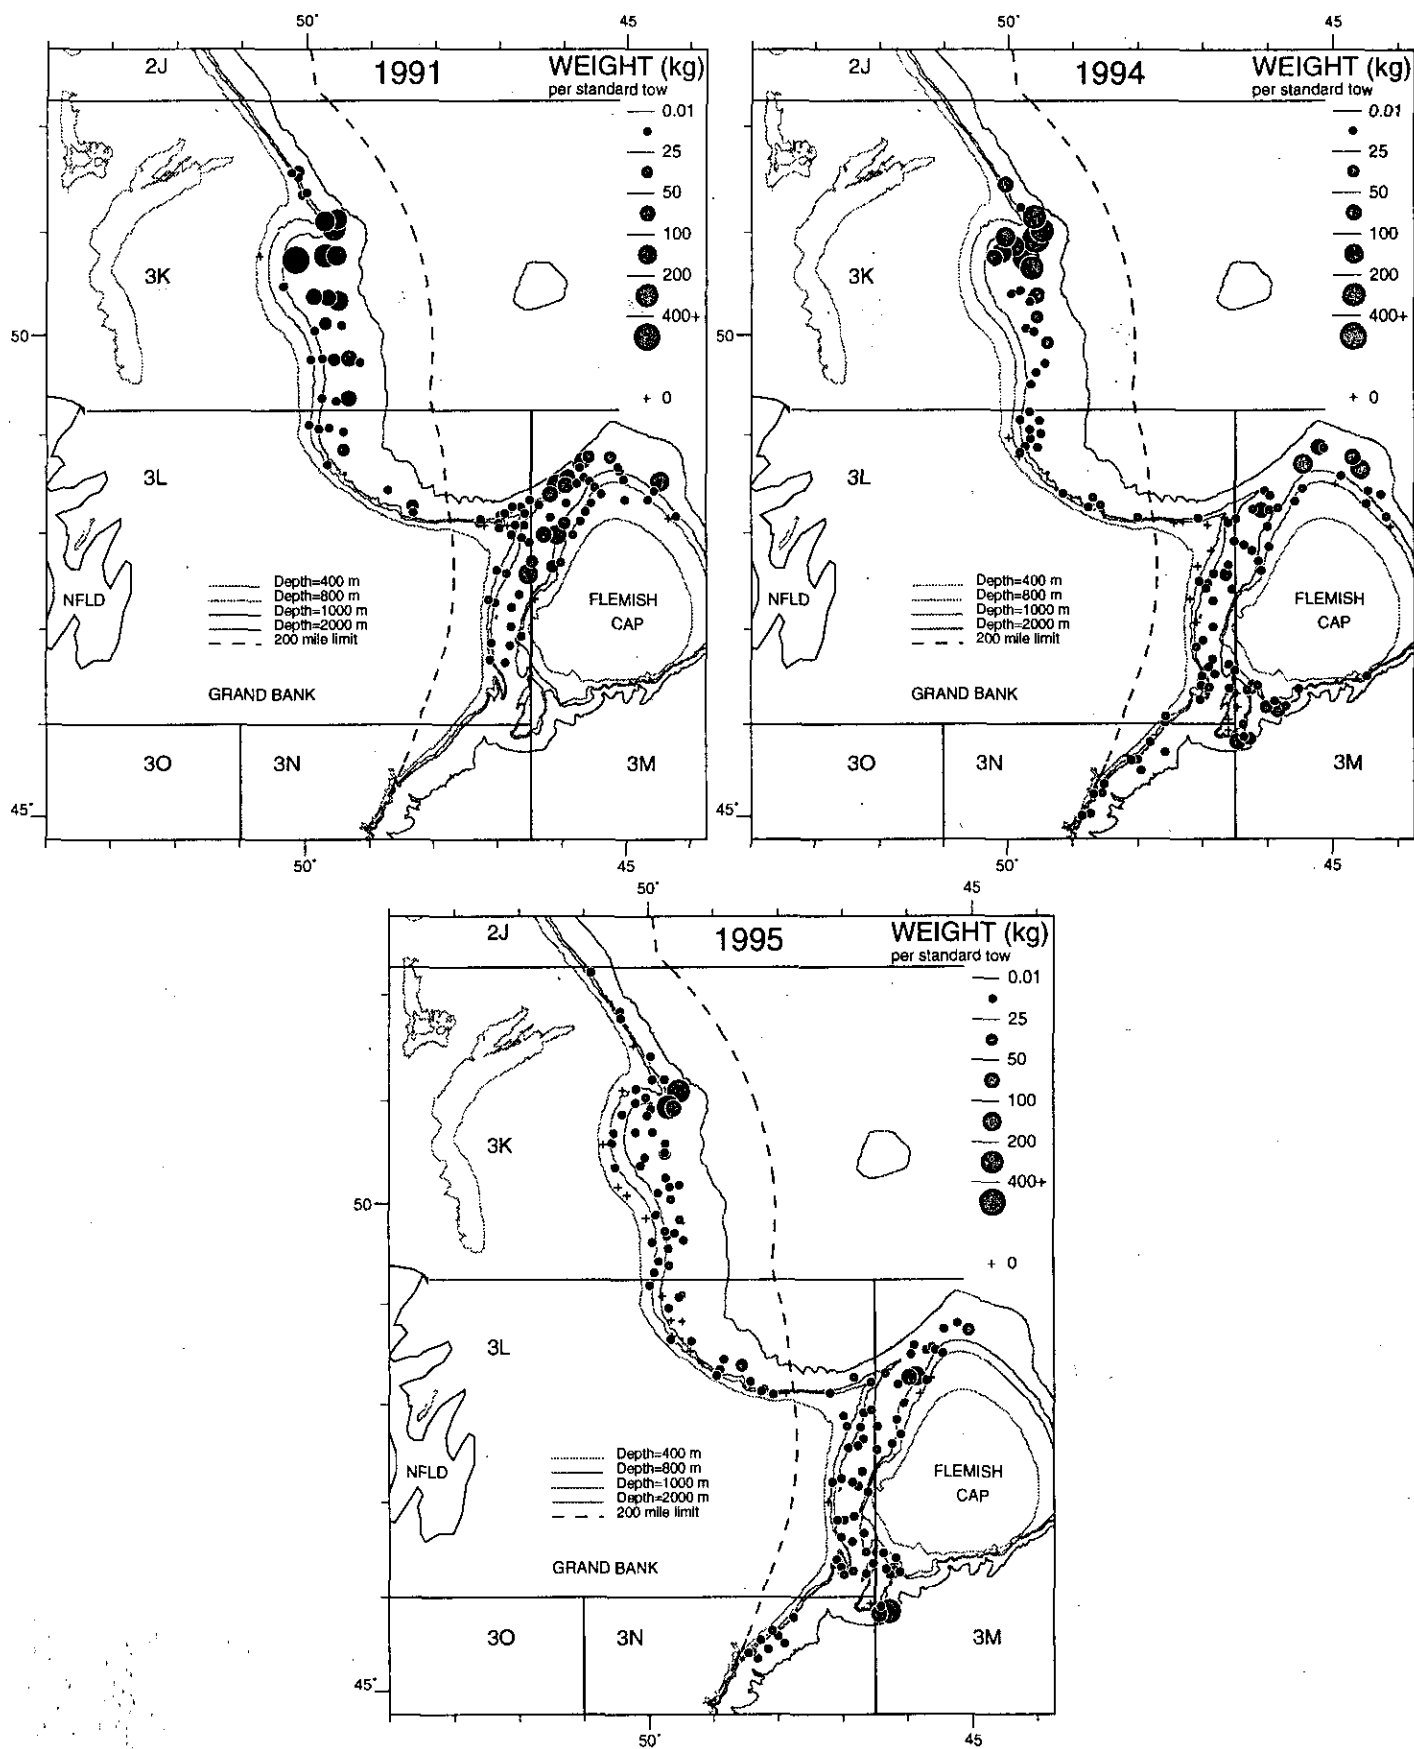 50° 45
50° 45
2J 1991 WEIGHT (kg)
per standard tow
0.01
25
50
100
200
400+
+ 0
3K
50
3L
Depth=400 m
Depth=800 m
Depth=1000 m
Depth=2000 m
200 mile limit
NFLD
FLEMISH
CAP
GRAND BANK
3O 3N 3M
45°
50° 45
2J 1994 WEIGHT (kg)
per standard tow
0.01
25
50
100
200
400+
+ 0
3K
50
3L
Depth=400 m
Depth=800 m
Depth=1000 m
Depth=2000 m
200 mile limit
NFLD
FLEMISH
CAP
GRAND BANK
3O 3N 3M
45°
50° 45
50° 45
2J 1995 WEIGHT (kg)
per standard tow
0.01
25
50
100
200
400+
+ 0
3K
50
3L
Depth=400 m
Depth=800 m
Depth=1000 m
Depth=2000 m
200 mile limit
NFLD
FLEMISH
CAP
GRAND BANK
3O 3N 3M
45°
50° 45